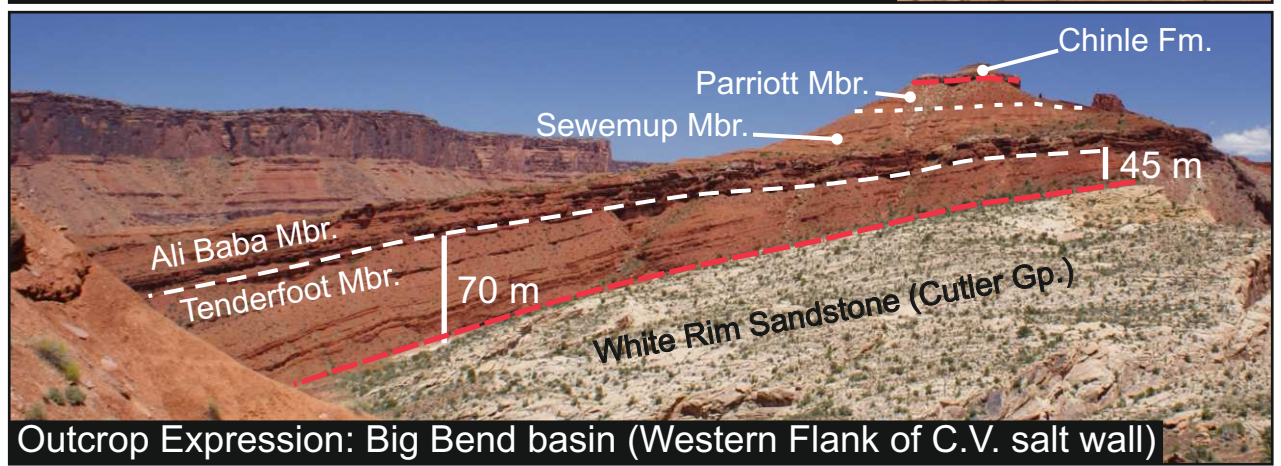 Chinle Fm.
Parriott Mbr.
Sewemup Mbr.
45 m
Ali Baba Mbr.
Tenderfoot Mbr.
70 m
White Rim Sandstone (Cutler Gp.)
Outcrop Expression: Big Bend basin (Western Flank of C.V. salt wall)